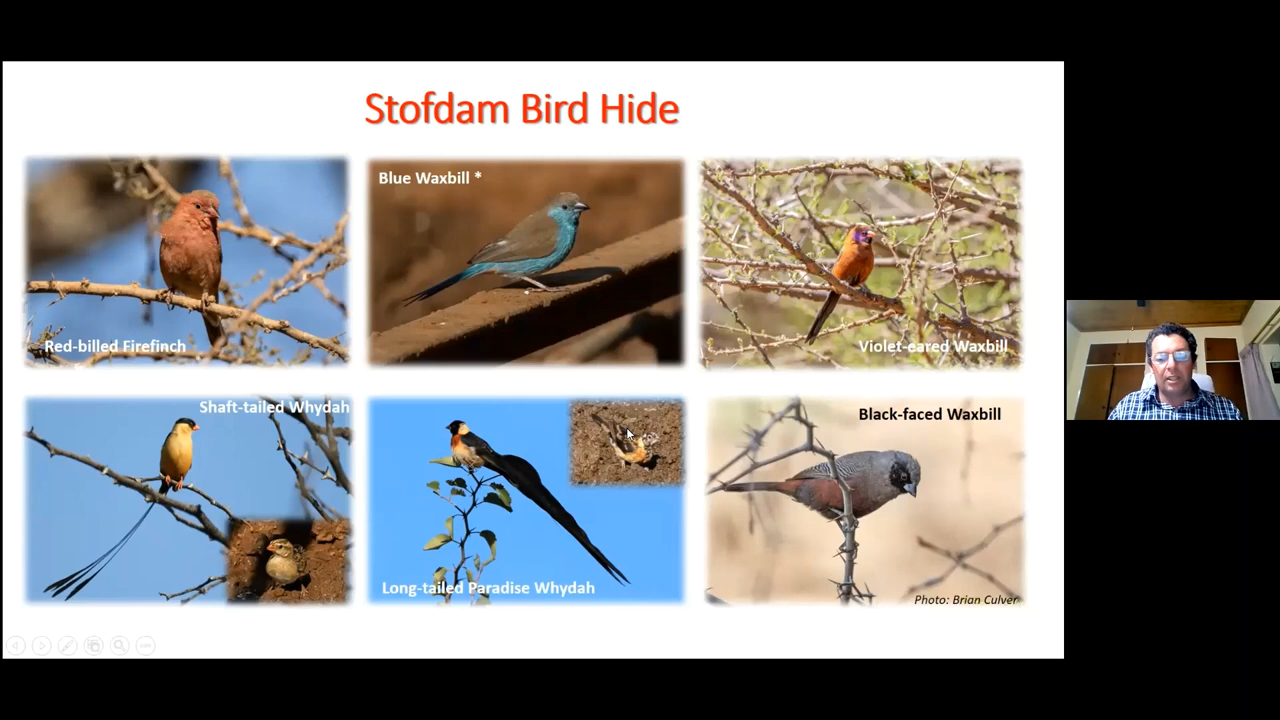 Stofdam Bird Hide
Red-billed Firefinch
Blue Waxbill *
Violet-eared Waxbill
Shaft-tailed Whydah
Long-tailed Paradise Whydah
Black-faced Waxbill
Photo: Brian Culver